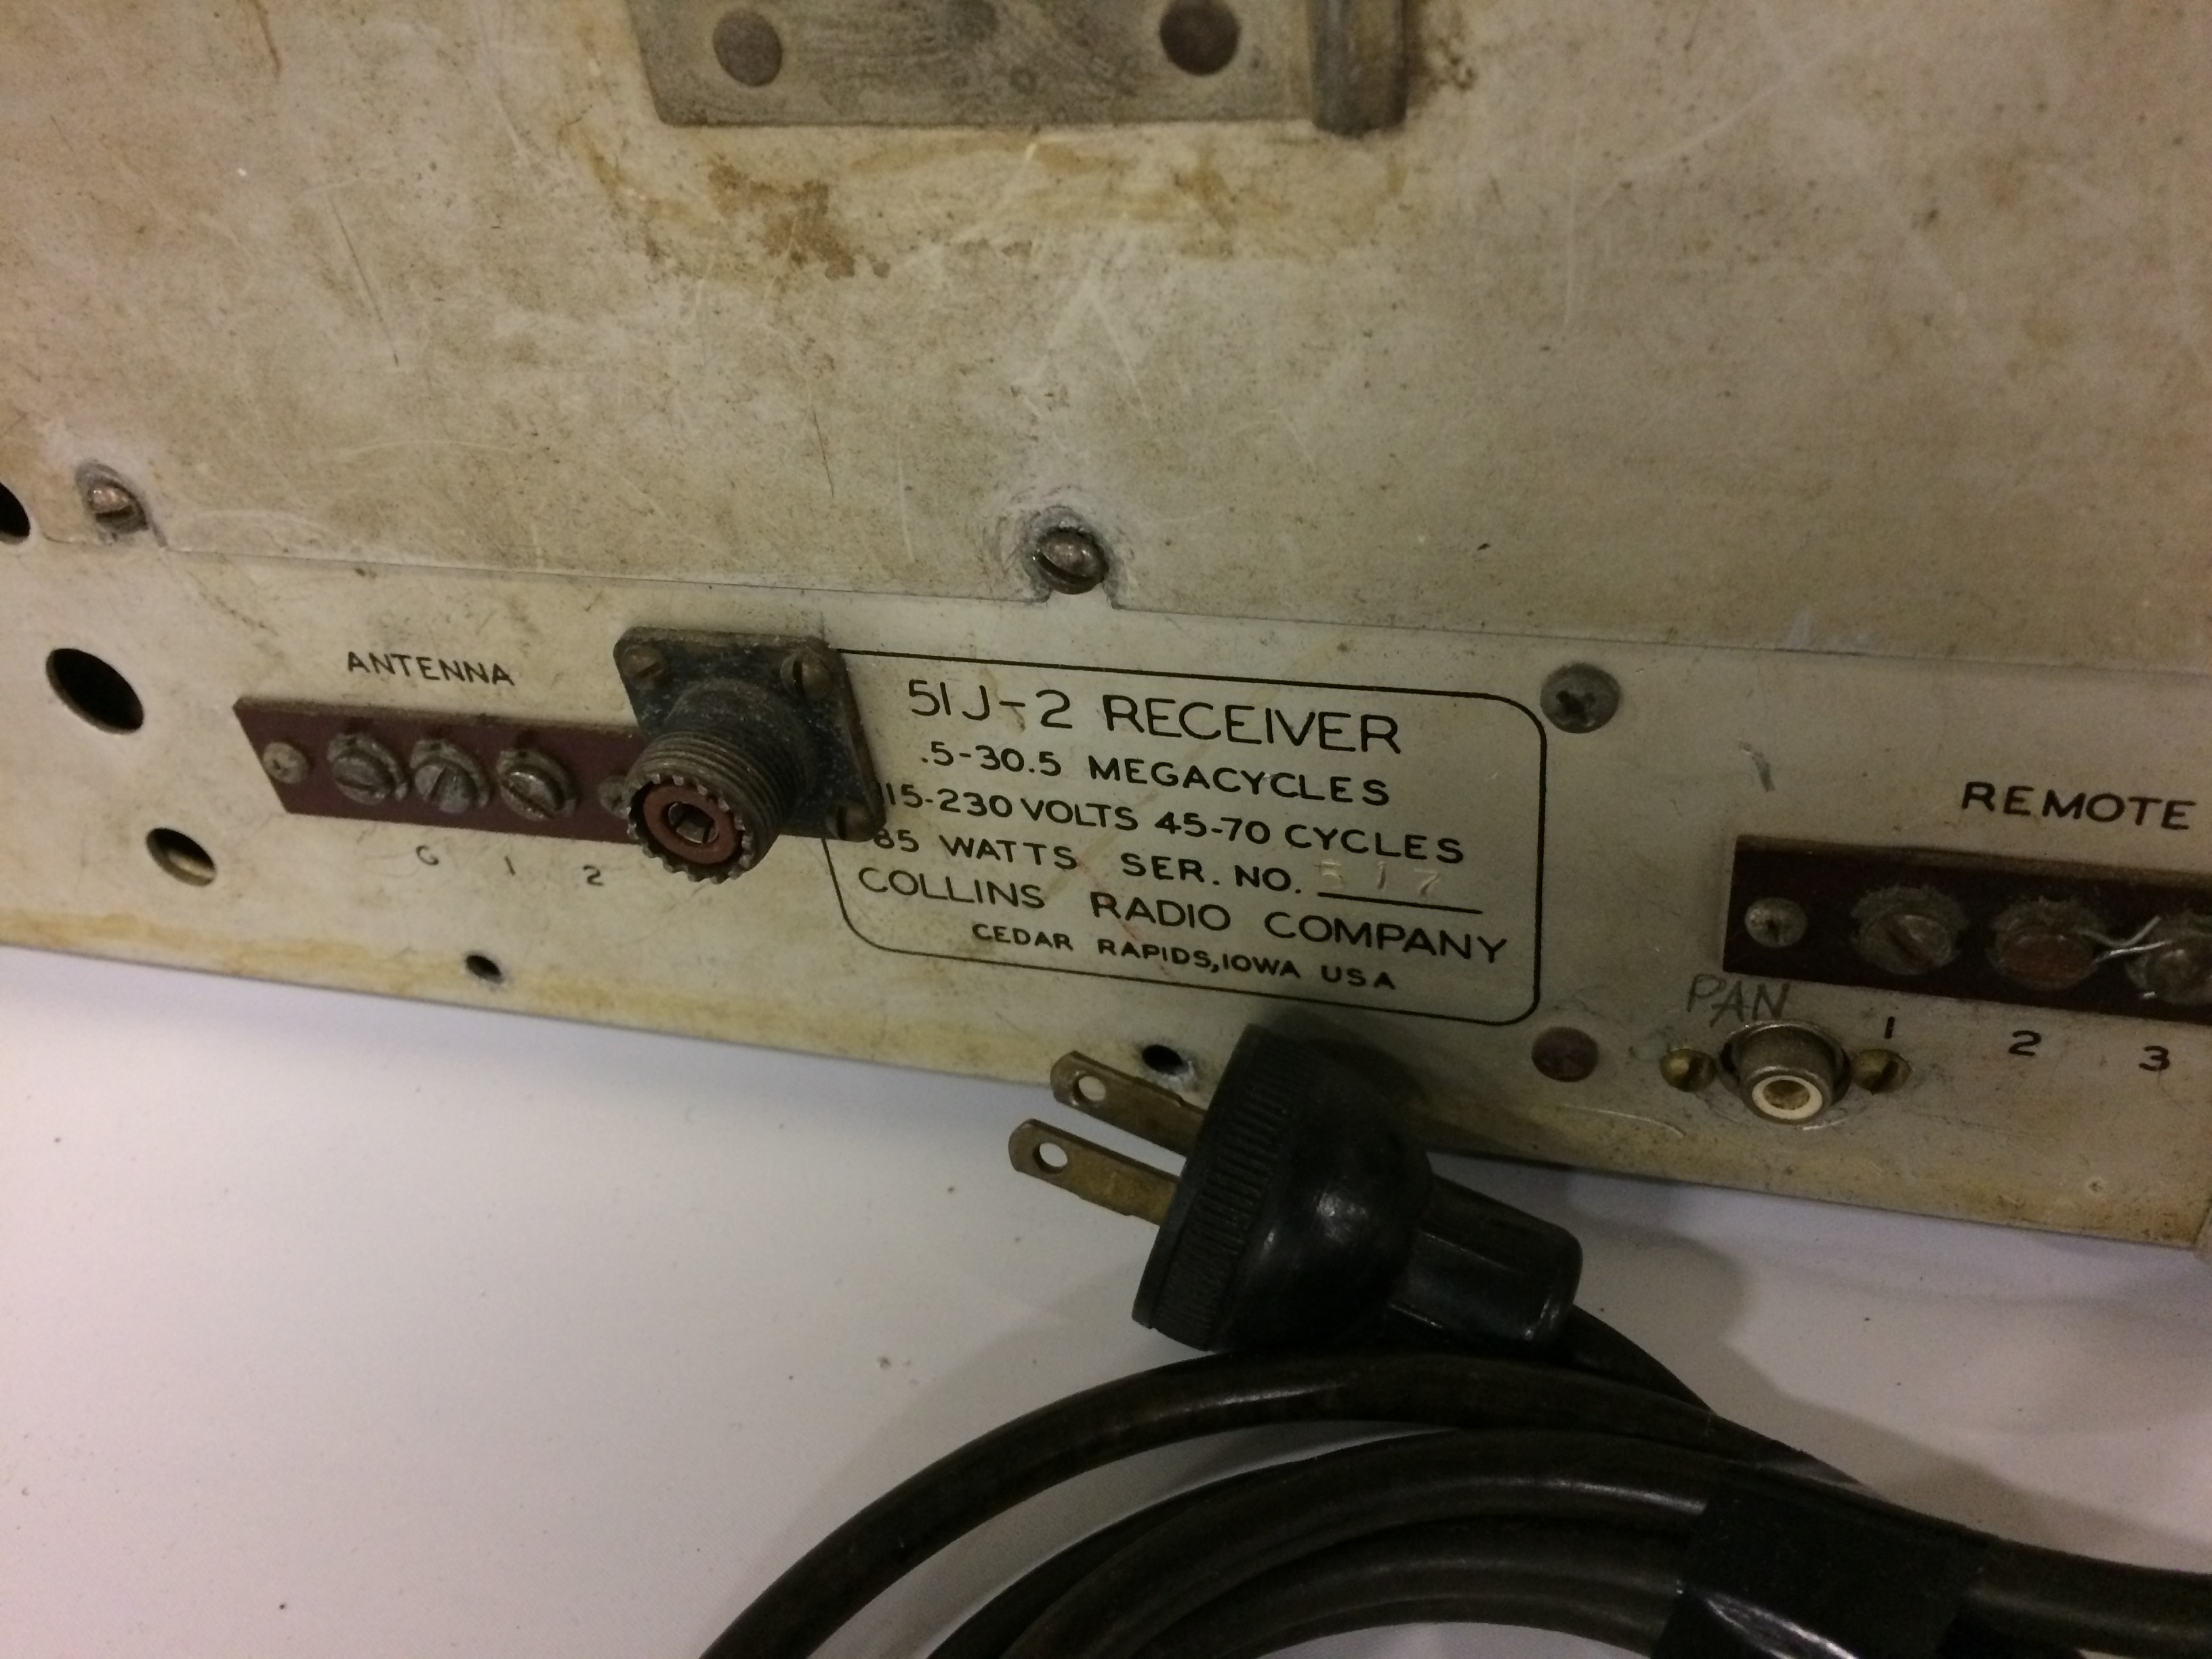 ANTENNA
G 1 2
51J-2 RECEIVER
.5-30.5 MEGACYCLES
15-230 VOLTS 45-70 CYCLES
85 WATTS SER. NO. 517
COLLINS RADIO COMPANY
CEDAR RAPIDS, IOWA USA
REMOTE
PAN
1 2 3